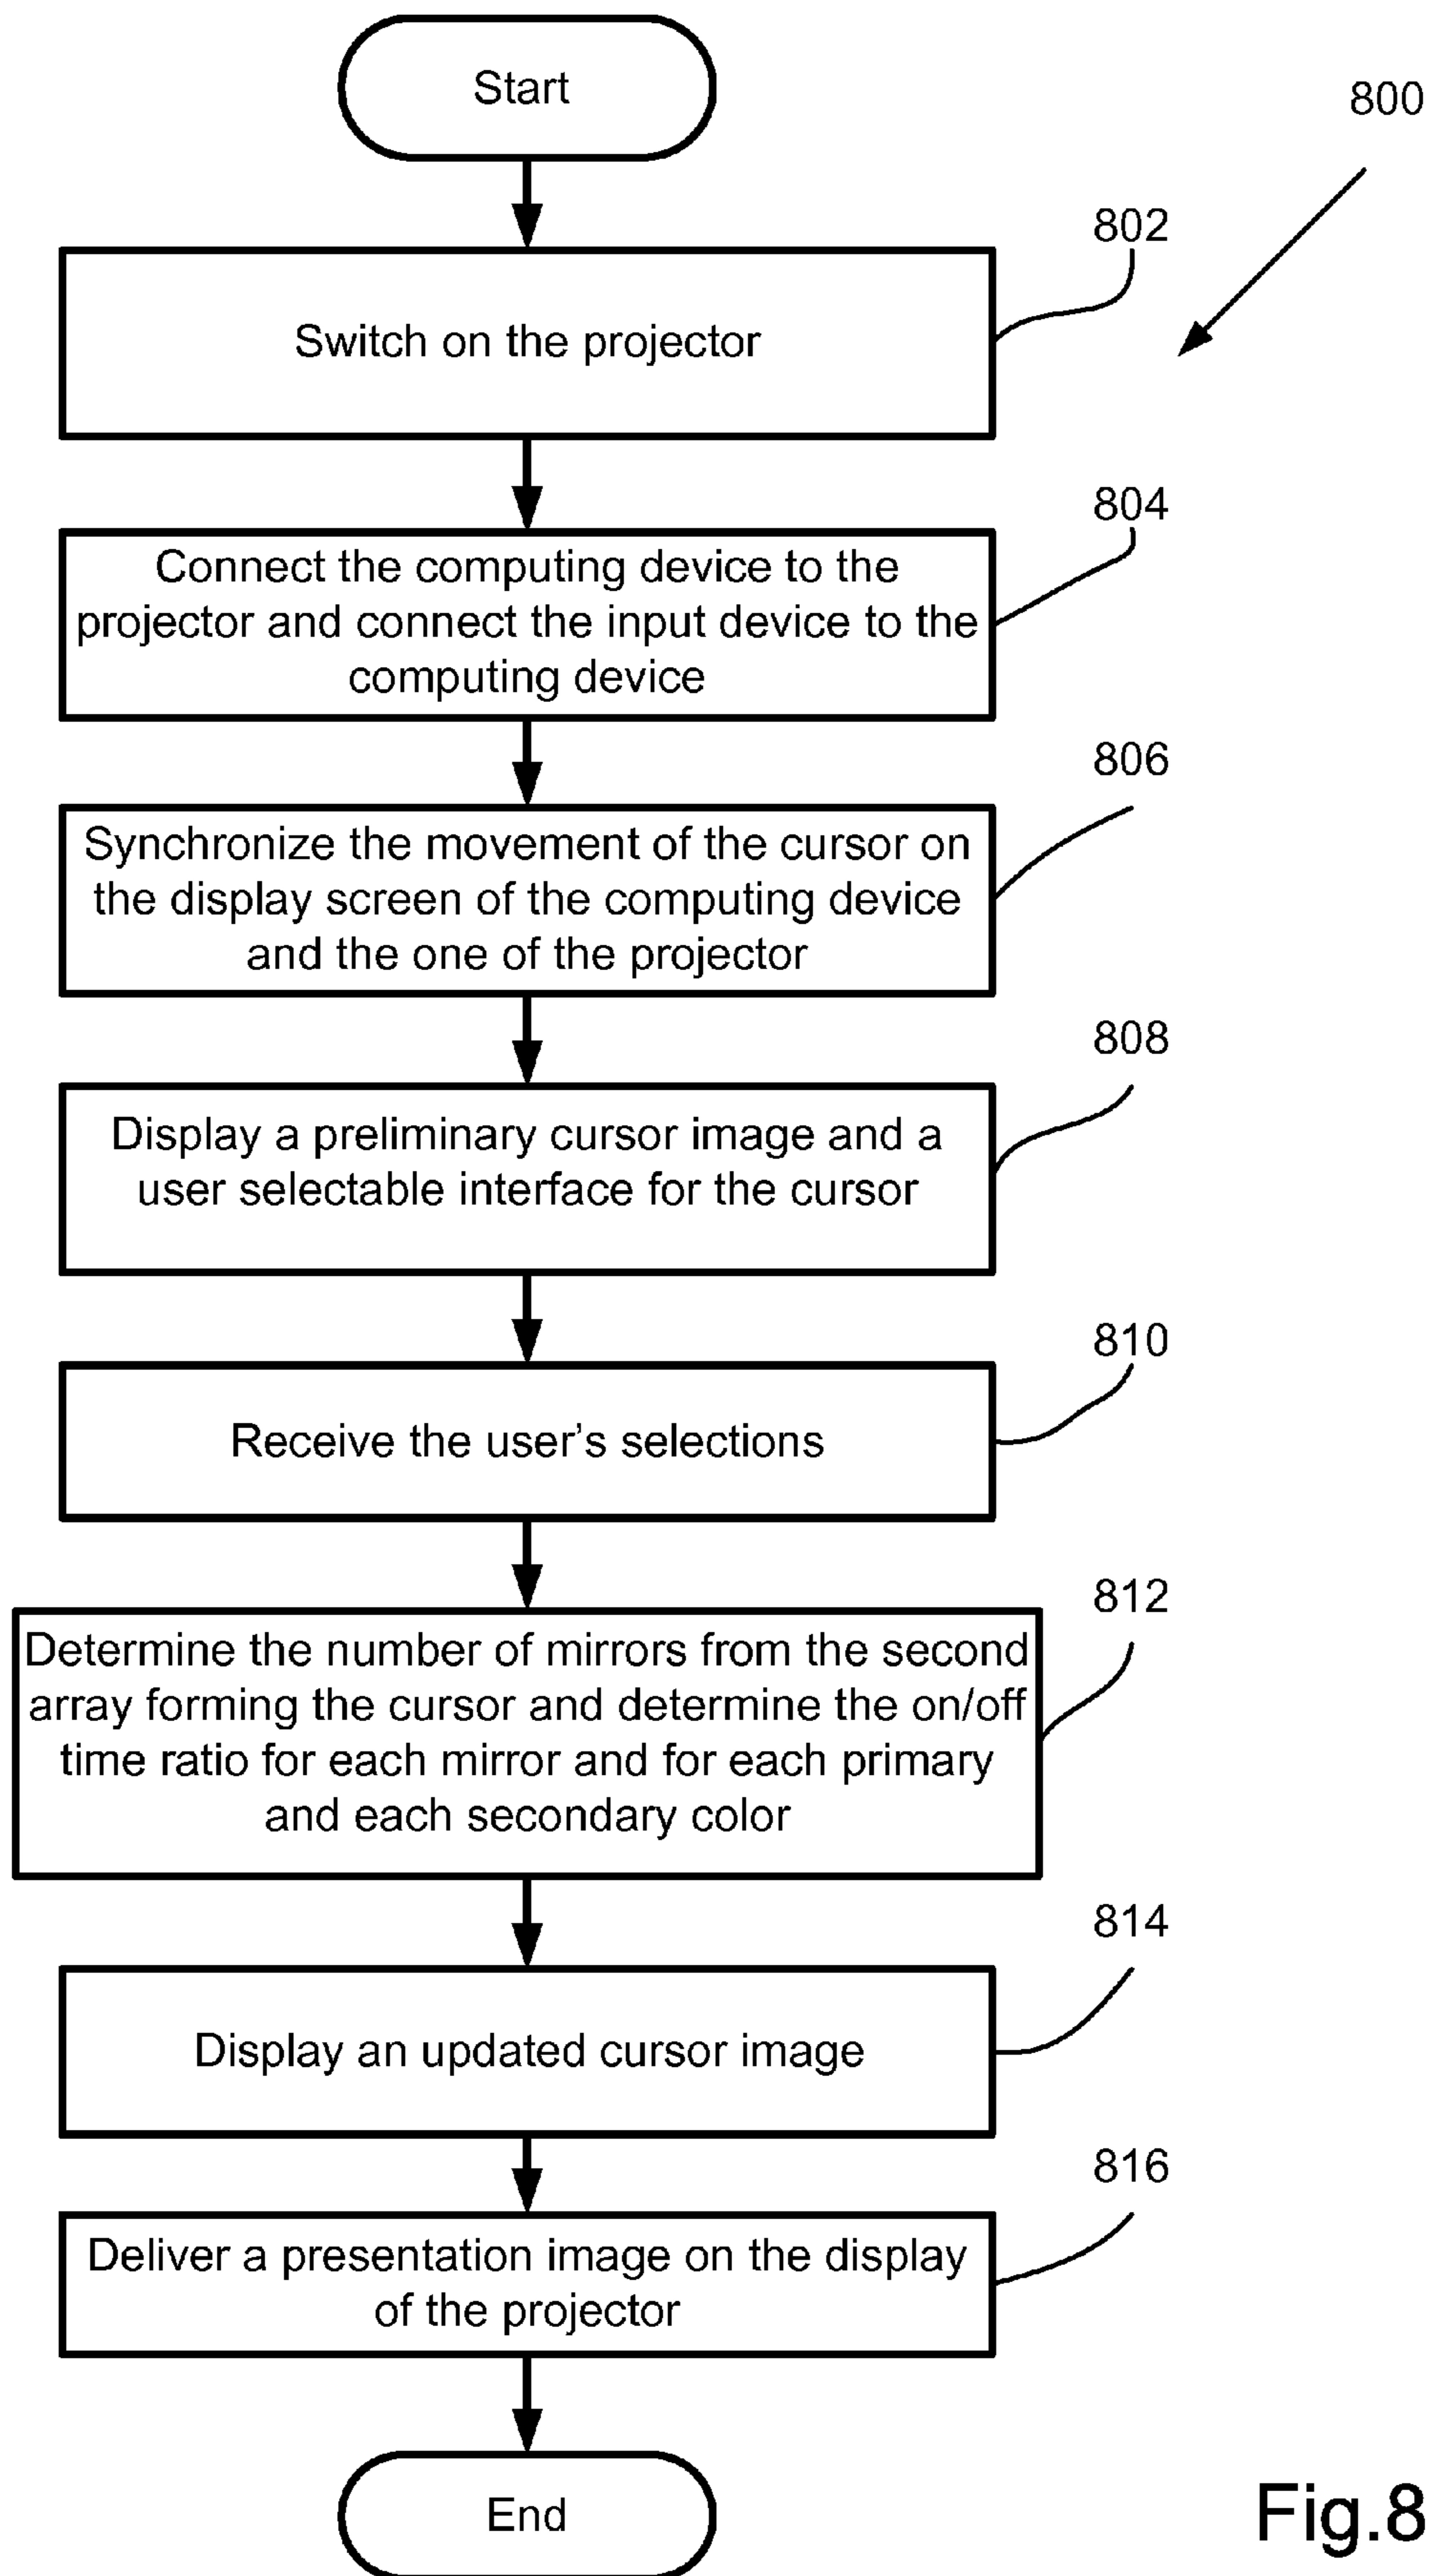 Start
800
802
Switch on the projector
804
Connect the computing device to the
projector and connect the input device to the
computing device
806
Synchronize the movement of the cursor on
the display screen of the computing device
and the one of the projector
808
Display a preliminary cursor image and a
user selectable interface for the cursor
810
Receive the user’s selections
812
Determine the number of mirrors from the second
array forming the cursor and determine the on/off
time ratio for each mirror and for each primary
and each secondary color
814
Display an updated cursor image
816
Deliver a presentation image on the display
of the projector
End
Fig.8